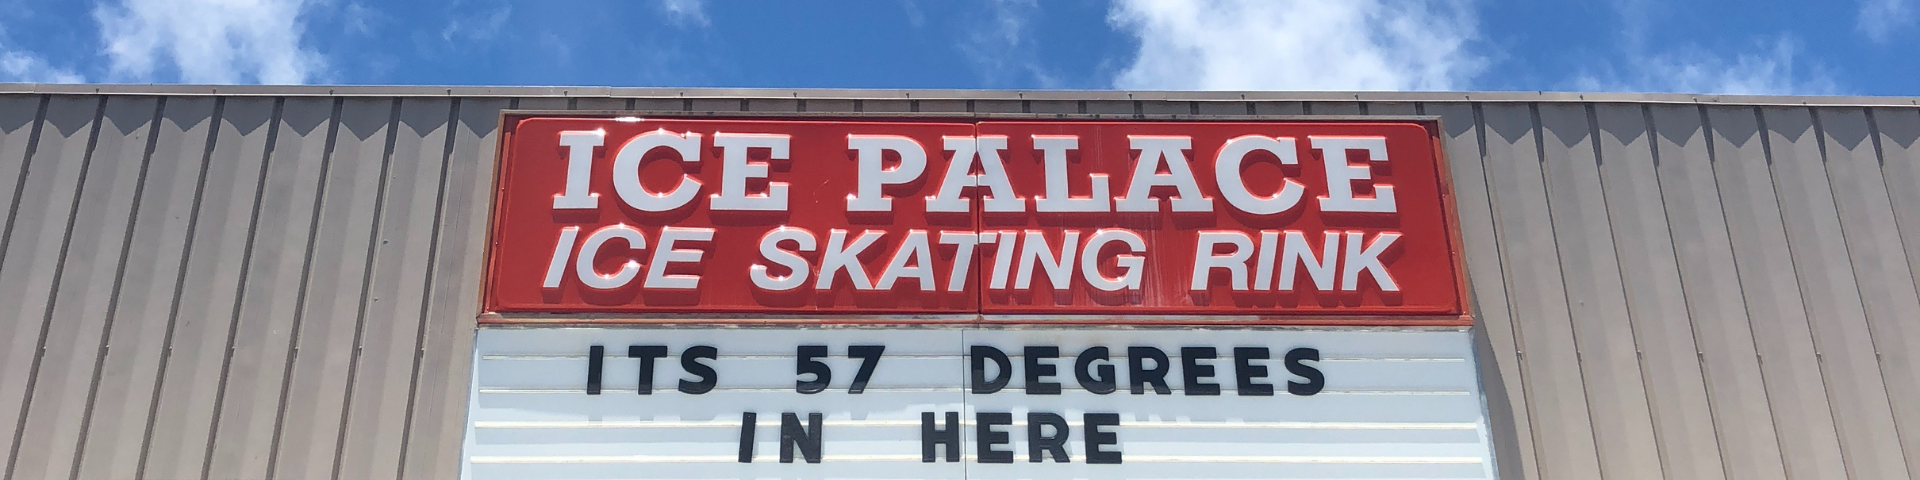 ICE PALACE
ICE SKATING RINK
ITS 57 DEGREES
IN HERE